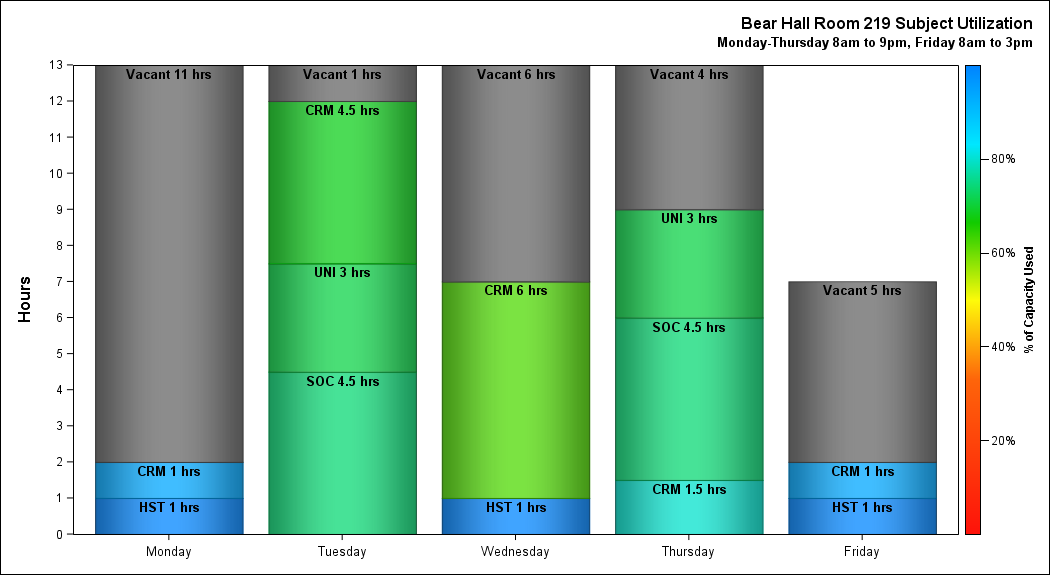 Bear Hall Room 219 Subject Utilization
Monday-Thursday 8am to 9pm, Friday 8am to 3pm
Hours
13
12
11
10
9
8
7
6
5
4
3
2
1
0
Vacant 11 hrs
CRM 1 hrs
HST 1 hrs
Vacant 1 hrs
CRM 4.5 hrs
UNI 3 hrs
SOC 4.5 hrs
Vacant 6 hrs
CRM 6 hrs
HST 1 hrs
Vacant 4 hrs
UNI 3 hrs
SOC 4.5 hrs
CRM 1.5 hrs
Vacant 5 hrs
CRM 1 hrs
HST 1 hrs
Monday
Tuesday
Wednesday
Thursday
Friday
80%
60%
40%
20%
% of Capacity Used